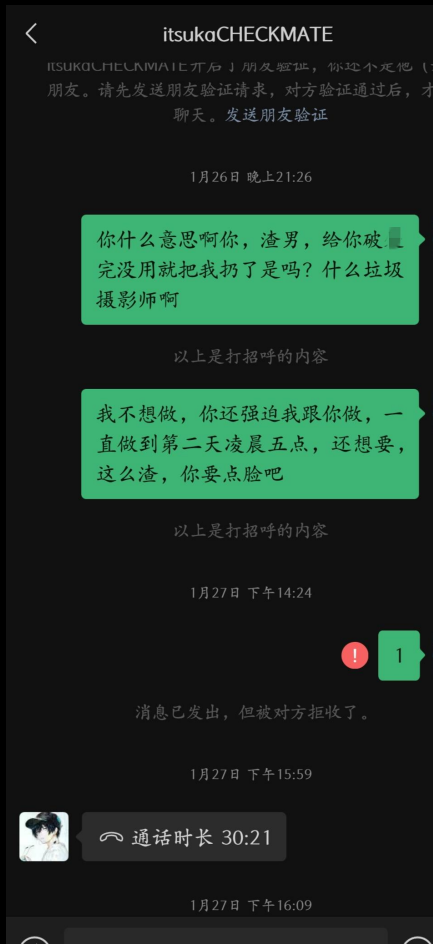 itsukaCHECKMATE
itsukaCHECKMATE开启了朋友验证，你还不是他（
朋友。请先发送朋友验证请求，对方验证通过后，才
聊天。发送朋友验证
1月26日 晚上21:26
你什么意思啊你，渣男，给你破
完没用就把我扔了是吗？什么垃圾
摄影师啊
以上是打招呼的内容
我不想做，你还强迫我跟你做，一
直做到第二天凌晨五点，还想要，
这么渣，你要点脸吧
以上是打招呼的内容
1月27日 下午14:24
1
消息已发出，但被对方拒收了。
1月27日 下午15:59
通话时长 30:21
1月27日 下午16:09